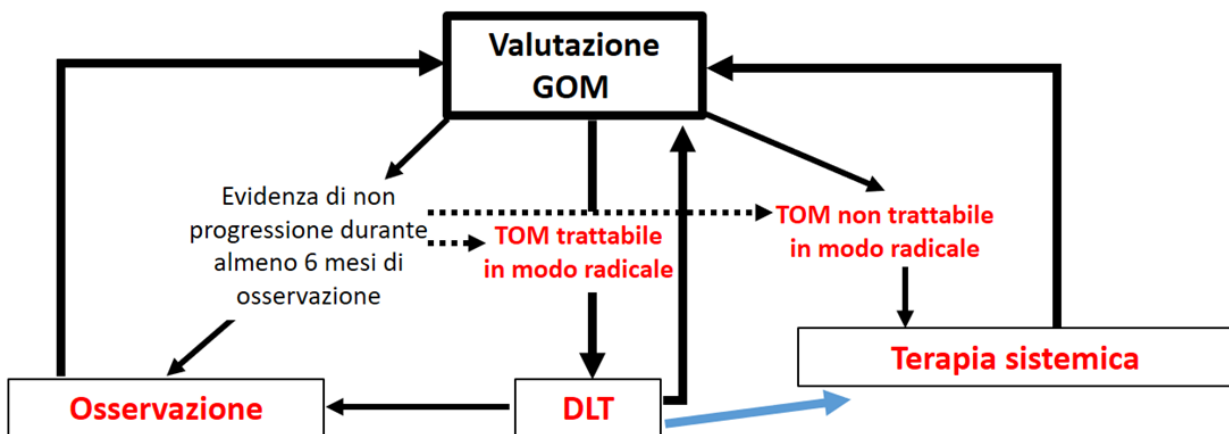 Valutazione
GOM
Evidenza di non
progressione durante
almeno 6 mesi di
osservazione
TOM trattabile
in modo radicale
TOM non trattabile
in modo radicale
Terapia sistemica
Osservazione
DLT